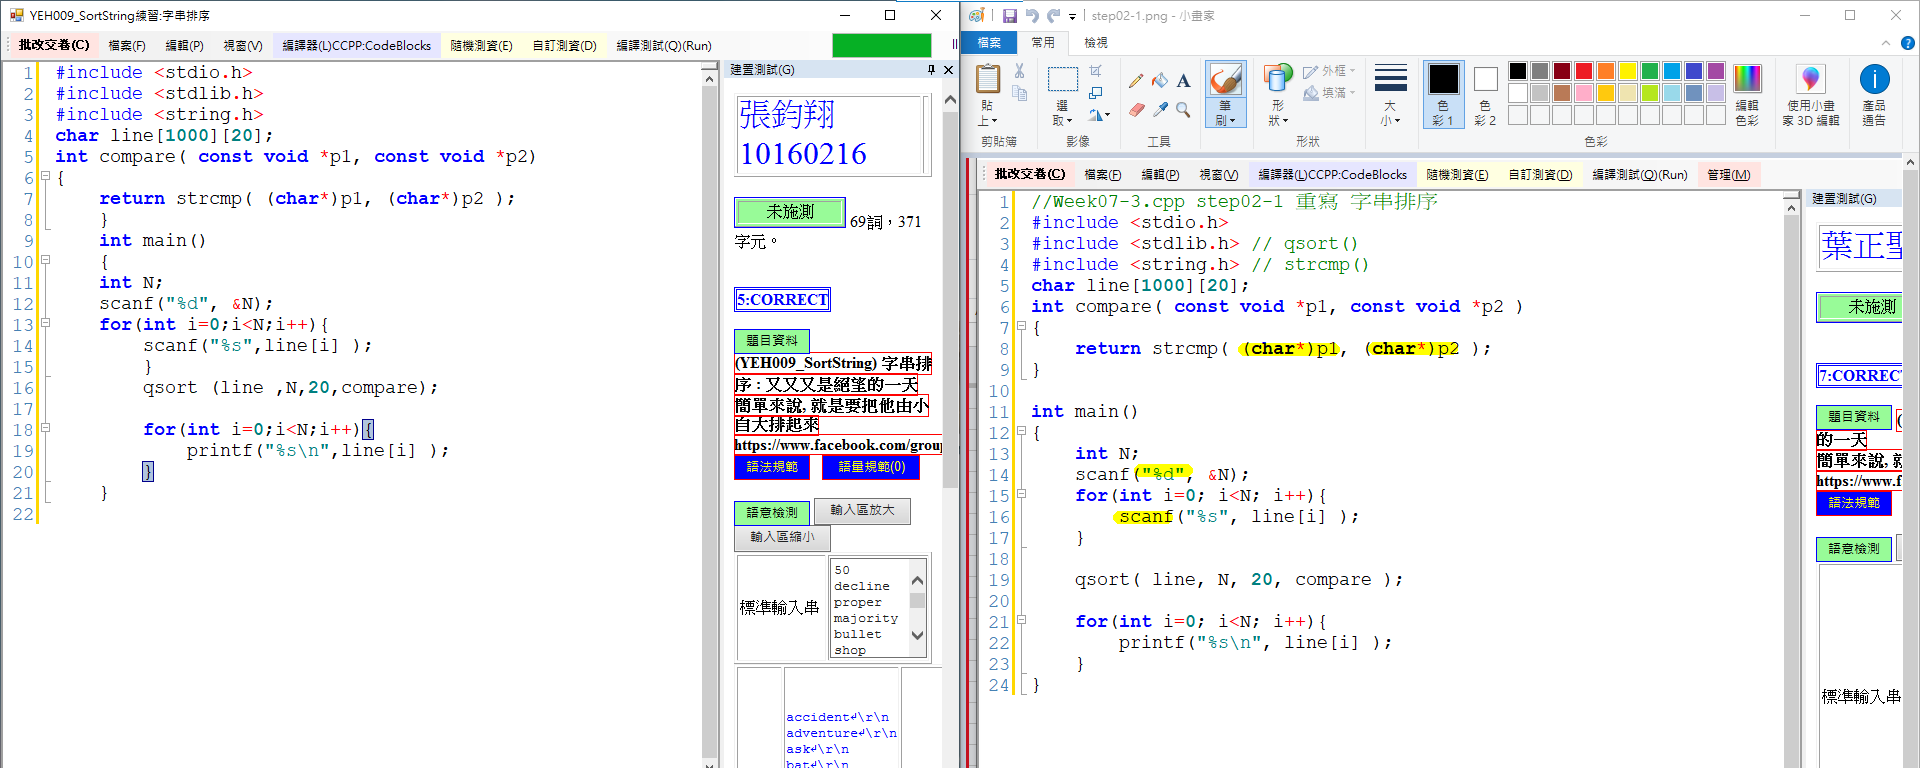 YEH009_SortString練習:字串排序
批改交卷(C) 檔案(F) 編輯(P) 視窗(V) 編譯器(L)CCPP:CodeBlocks 隨機測資(E) 自訂測資(D) 編譯測試(Q)(Run)
1 #include <stdio.h>
2 #include <stdlib.h>
3 #include <string.h>
4 char line[1000][20];
5 int compare( const void *p1, const void *p2)
6 {
7 return strcmp( (char*)p1, (char*)p2 );
8 }
9 int main()
10 {
11 int N;
12 scanf("%d", &N);
13 for(int i=0;i<N;i++){
14 scanf("%s",line[i] );
15 }
16 qsort (line ,N,20,compare);
17
18 for(int i=0;i<N;i++){
19 printf("%s\n",line[i] );
20 }
21 }
22
建置測試(G)
張鈞翔
10160216
未施測 69詞，371
字元。
5:CORRECT
題目資料
(YEH009_SortString) 字串排
序 : 又又又是絕望的一天
簡單來說, 就是要把他由小
自大排起來
https://www.facebook.com/grou
語法規範 語量規範(0)
語意檢測 輸入區放大
輸入區縮小
標準輸入串
50
decline
proper
majority
bullet
shop
accident↵\r\n
adventure↵\r\n
ask↵\r\n
bat↵\r\n
step02-1.png - 小畫家
檔案 常用 檢視
貼上
剪貼簿
選取
影像
工具
筆刷
形狀
外框
填滿
形狀
大小
色彩 1
色彩 2
編輯色彩
色彩
使用小畫家 3D 編輯
產品通告
批改交卷(C) 檔案(F) 編輯(P) 視窗(V) 編譯器(L)CCPP:CodeBlocks 隨機測資(E) 自訂測資(D) 編譯測試(Q)(Run) 管理(M)
1 //Week07-3.cpp step02-1 重寫 字串排序
2 #include <stdio.h>
3 #include <stdlib.h> // qsort()
4 #include <string.h> // strcmp()
5 char line[1000][20];
6 int compare( const void *p1, const void *p2 )
7 {
8 return strcmp( (char*)p1, (char*)p2 );
9 }
10
11 int main()
12 {
13 int N;
14 scanf("%d", &N);
15 for(int i=0; i<N; i++){
16 scanf("%s", line[i] );
17 }
18
19 qsort( line, N, 20, compare );
20
21 for(int i=0; i<N; i++){
22 printf("%s\n", line[i] );
23 }
24 }
建置測試(G)
葉正聖
未施測
7:CORREC
題目資料
的一天
簡單來說, 就
https://www.f
語法規範
語意檢測
標準輸入串